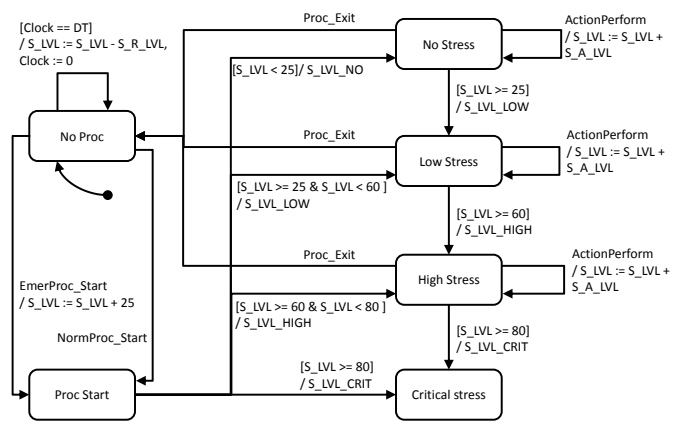 [Clock == DT]
/ S_LVL := S_LVL - S_R_LVL,
Clock := 0
Proc_Exit
ActionPerform
/ S_LVL := S_LVL +
S_A_LVL
No Stress
[S_LVL < 25]/ S_LVL_NO
[S_LVL >= 25]
/ S_LVL_LOW
No Proc
Proc_Exit
ActionPerform
/ S_LVL := S_LVL +
S_A_LVL
Low Stress
[S_LVL >= 25 & S_LVL < 60 ]
/ S_LVL_LOW
[S_LVL >= 60]
/ S_LVL_HIGH
Proc_Exit
ActionPerform
/ S_LVL := S_LVL +
S_A_LVL
High Stress
EmerProc_Start
/ S_LVL := S_LVL + 25
[S_LVL >= 60 & S_LVL < 80 ]
/ S_LVL_HIGH
NormProc_Start
[S_LVL >= 80]
/ S_LVL_CRIT
[S_LVL >= 80]
/ S_LVL_CRIT
Proc Start
Critical stress